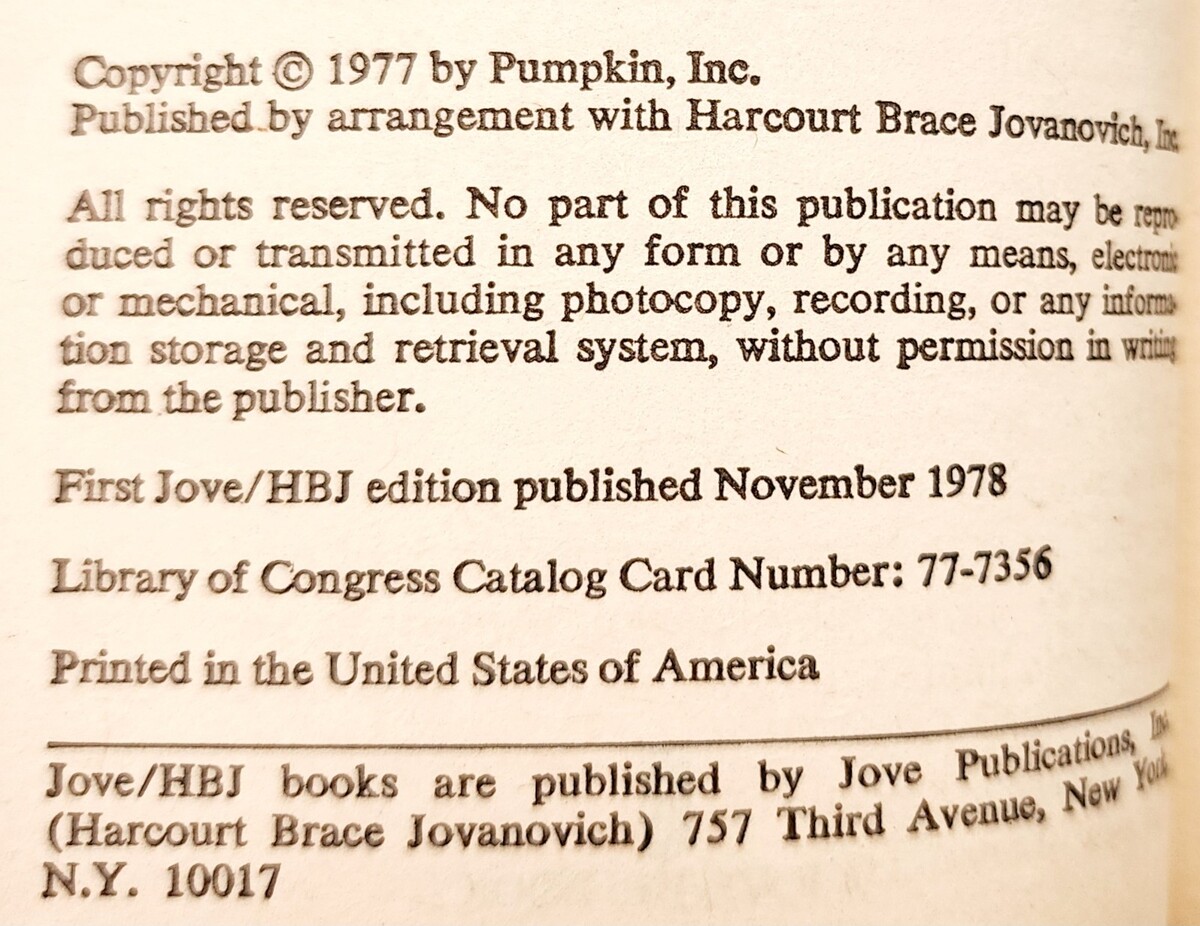 Copyright © 1977 by Pumpkin, Inc.
Published by arrangement with Harcourt Brace Jovanovich, Inc
All rights reserved. No part of this publication may be repro-
duced or transmitted in any form or by any means, electronic
or mechanical, including photocopy, recording, or any informa-
tion storage and retrieval system, without permission in writing
from the publisher.
First Jove/HBJ edition published November 1978
Library of Congress Catalog Card Number: 77-7356
Printed in the United States of America
Jove/HBJ books are published by Jove Publications, Inc.
(Harcourt Brace Jovanovich) 757 Third Avenue, New York
N.Y. 10017